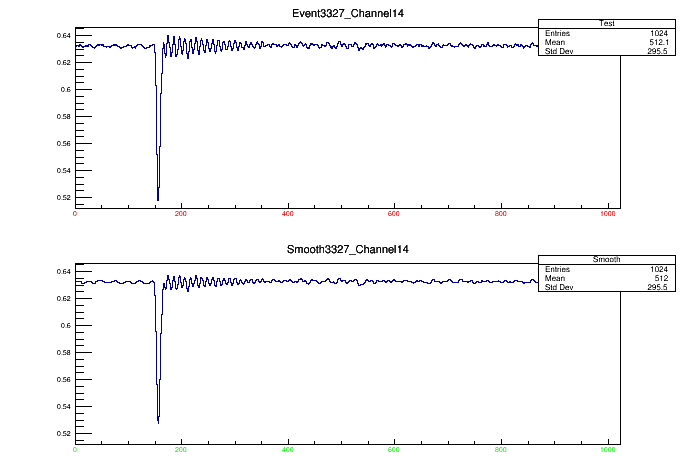 Event3327_Channel14
Test
Entries 1024
Mean 512.1
Std Dev 295.5
0.64
0.62
0.6
0.58
0.56
0.54
0.52
0 200 400 600 800 1000
Smooth3327_Channel14
Smooth
Entries 1024
Mean 512
Std Dev 295.5
0.64
0.62
0.6
0.58
0.56
0.54
0.52
0 200 400 600 800 1000